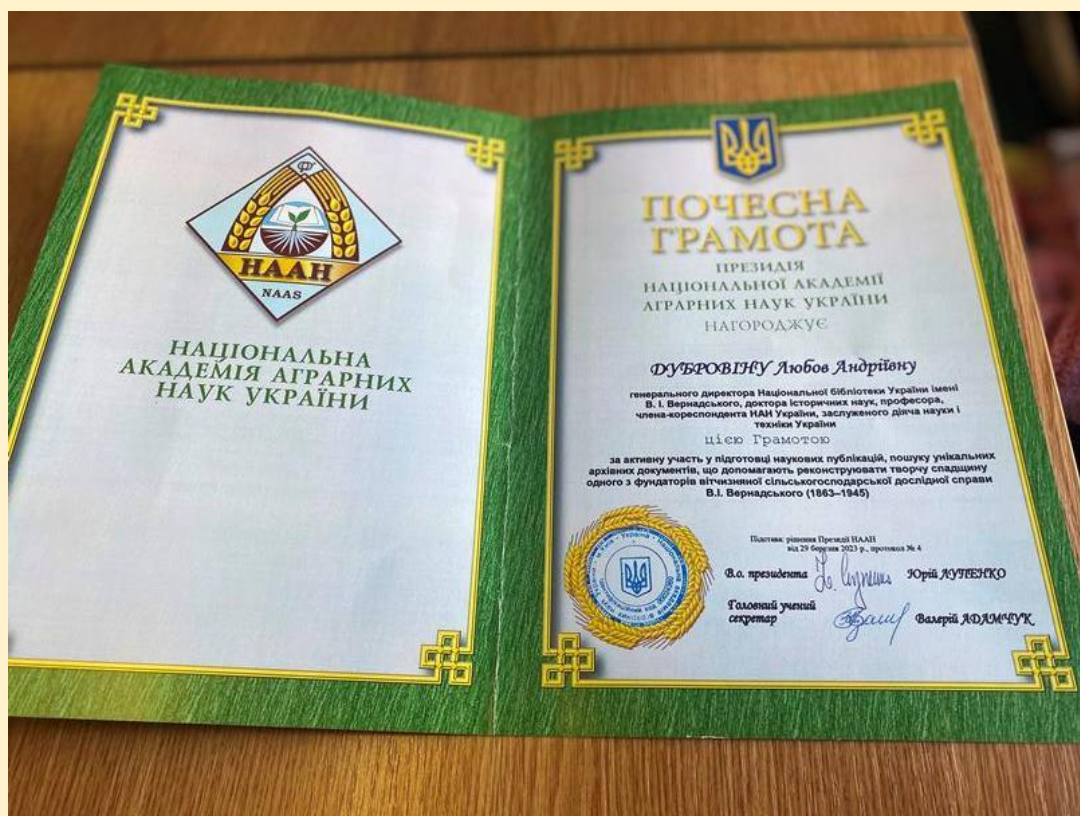 НААН
NAAS
НАЦІОНАЛЬНА
АКАДЕМІЯ АГРАРНИХ
НАУК УКРАЇНИ
ПОЧЕСНА
ГРАМОТА
ПРЕЗИДІЯ
НАЦІОНАЛЬНОЇ АКАДЕМІЇ
АГРАРНИХ НАУК УКРАЇНИ
НАГОРОДЖУЄ
ДУБРОВІНУ Любов Андріївну
генерального директора Національної бібліотеки України імені
В. І. Вернадського, доктора історичних наук, професора,
члена-кореспондента НАН України, заслуженого діяча науки і
техніки України
цією Грамотою
за активну участь у підготовці наукових публікацій, пошуку унікальних
архівних документів, що допомагають реконструювати творчу спадщину
одного з фундаторів вітчизняної сільськогосподарської дослідної справи
В.І. Вернадського (1863–1945)
Підстава: рішення Президії НААН
від 29 березня 2023 р., протокол № 4
В.о. президента Юрій ЛУПЕНКО
Головний учений
секретар Валерій АДАМЧУК